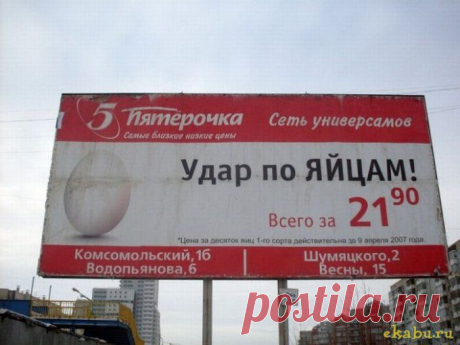 5 Пятёрочка
Сеть универсамов
Самые близкие низкие цены
Удар по ЯЙЦАМ!
Всего за 21 90
*Цена за десяток яиц 1-го сорта действительна до 9 апреля 2007 года.
Комсомольский, 1б
Водопьянова, 6
Шумяцкого, 2
Весны, 15
postila.ru
ekabu.ru